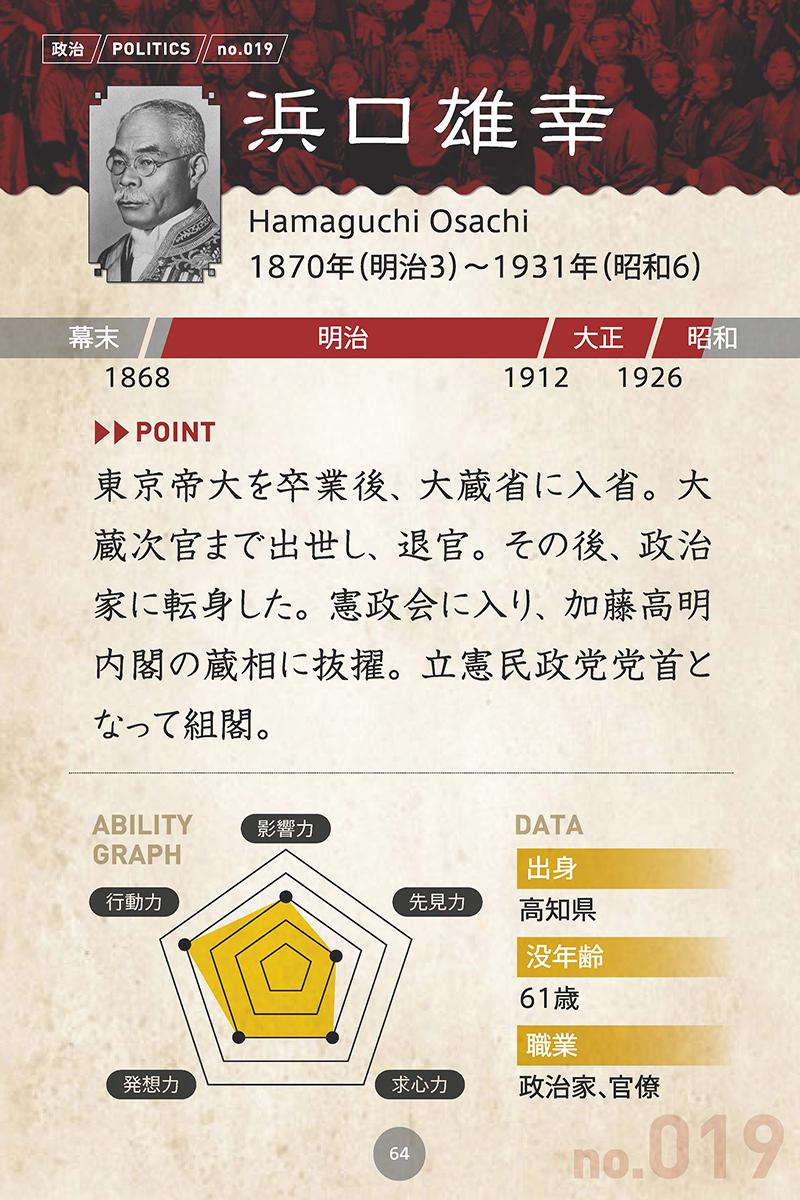 政治 POLITICS no.019
浜口雄幸
Hamaguchi Osachi
1870年(明治3)～1931年(昭和6)
幕末 明治 大正 昭和
1868 1912 1926
POINT
東京帝大を卒業後、大蔵省に入省。大
蔵次官まで出世し、退官。その後、政治
家に転身した。憲政会に入り、加藤高明
内閣の蔵相に抜擢。立憲民政党党首と
なって組閣。
ABILITY
GRAPH
影響力
行動力
先見力
発想力
求心力
DATA
出身
高知県
没年齢
61歳
職業
政治家、官僚
64
no.019